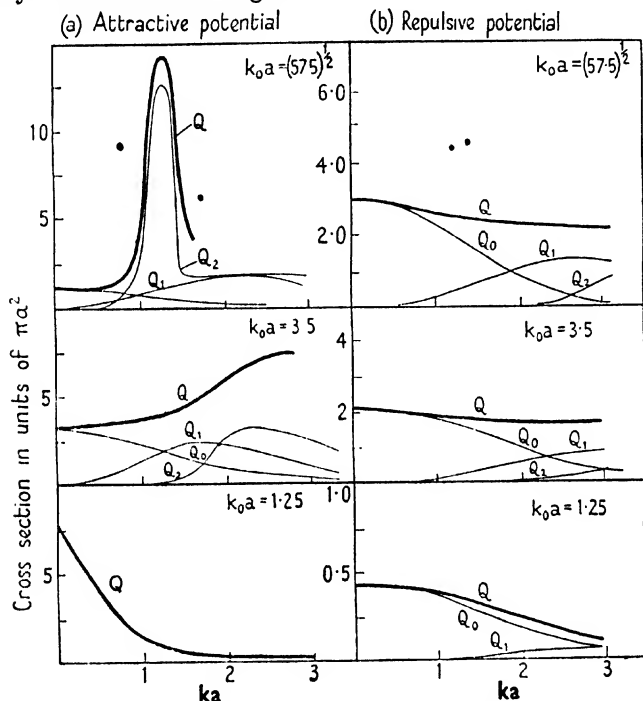 (a) Attractive potential
(b) Repulsive potential
k₀a=(575)^½
10
5
Q
Q₂
Q₁
k₀a=(57·5)^½
6·0
4·0
2·0
Q
Q₀
Q₁
Q₂
Cross section in units of πa²
k₀a=3·5
5
Q
Q₁
Q₀
Q₂
k₀a=3·5
4
2
0
Q
Q₀
Q₁
Q₂
k₀a=1·25
5
Q
1 2 3
ka
k₀a=1·25
1·0
0·5
Q
Q₀
Q₁
1 2 3
ka